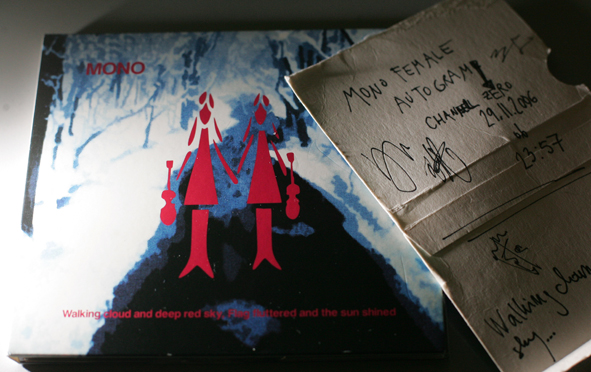 MONO
Walking cloud and deep red sky, Flag fluttered and the sun shined
MONO FEMALE
AUTOGRAM
CHANNEL ZERO
29.11.2006
23:57
Walking
sky...